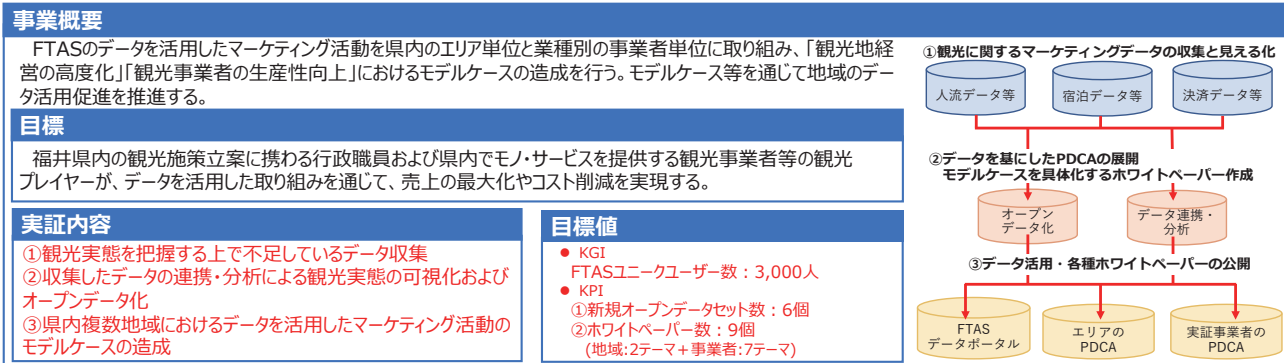 事業概要
FTASのデータを活用したマーケティング活動を県内のエリア単位と業種別の事業者単位に取り組み、「観光地経
営の高度化」「観光事業者の生産性向上」におけるモデルケースの造成を行う。モデルケース等を通じて地域のデー
タ活用促進を推進する。
目標
福井県内の観光施策立案に携わる行政職員および県内でモノ・サービスを提供する観光事業者等の観光
プレイヤーが、データを活用した取り組みを通じて、売上の最大化やコスト削減を実現する。
実証内容
①観光実態を把握する上で不足しているデータ収集
②収集したデータの連携・分析による観光実態の可視化および
オープンデータ化
③県内複数地域におけるデータを活用したマーケティング活動の
モデルケースの造成
目標値
● KGI
FTASユニークユーザー数：3,000人
● KPI
①新規オープンデータセット数：6個
②ホワイトペーパー数：9個
(地域:2テーマ＋事業者:7テーマ)
①観光に関するマーケティングデータの収集と見える化
人流データ等
宿泊データ等
決済データ等
②データを基にしたPDCAの展開
モデルケースを具体化するホワイトペーパー作成
オープン
データ化
データ連携・
分析
③データ活用・各種ホワイトペーパーの公開
FTAS
データポータル
エリアの
PDCA
実証事業者の
PDCA